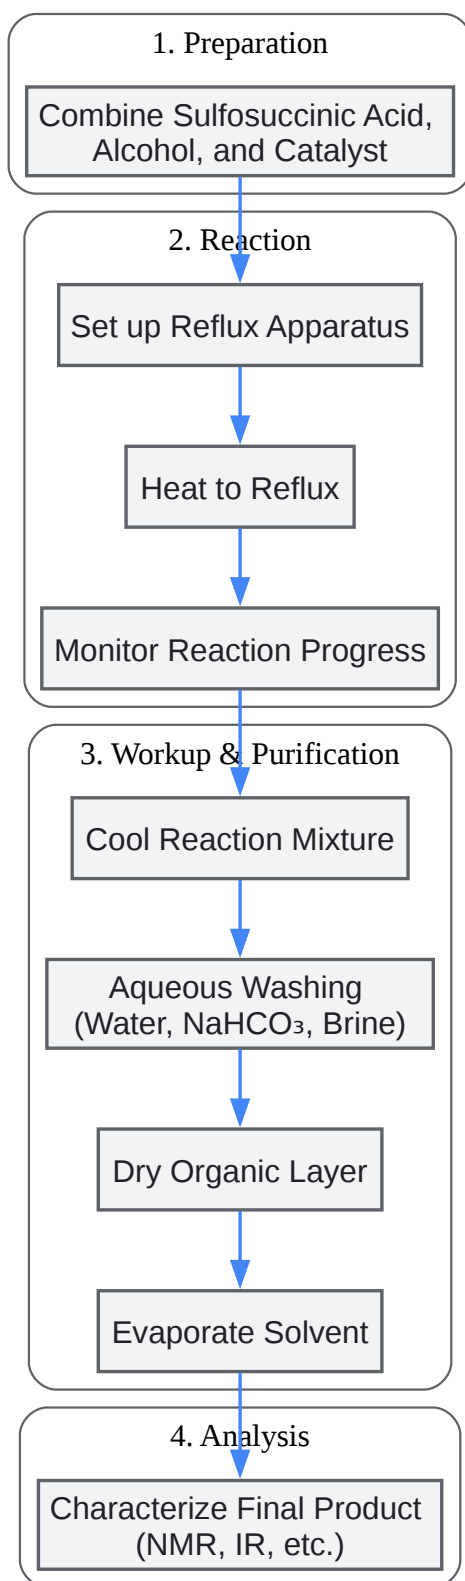 1. Preparation
Combine Sulfosuccinic Acid,
Alcohol, and Catalyst
2. Reaction
Set up Reflux Apparatus
Heat to Reflux
Monitor Reaction Progress
3. Workup & Purification
Cool Reaction Mixture
Aqueous Washing
(Water, NaHCO₃, Brine)
Dry Organic Layer
Evaporate Solvent
4. Analysis
Characterize Final Product
(NMR, IR, etc.)